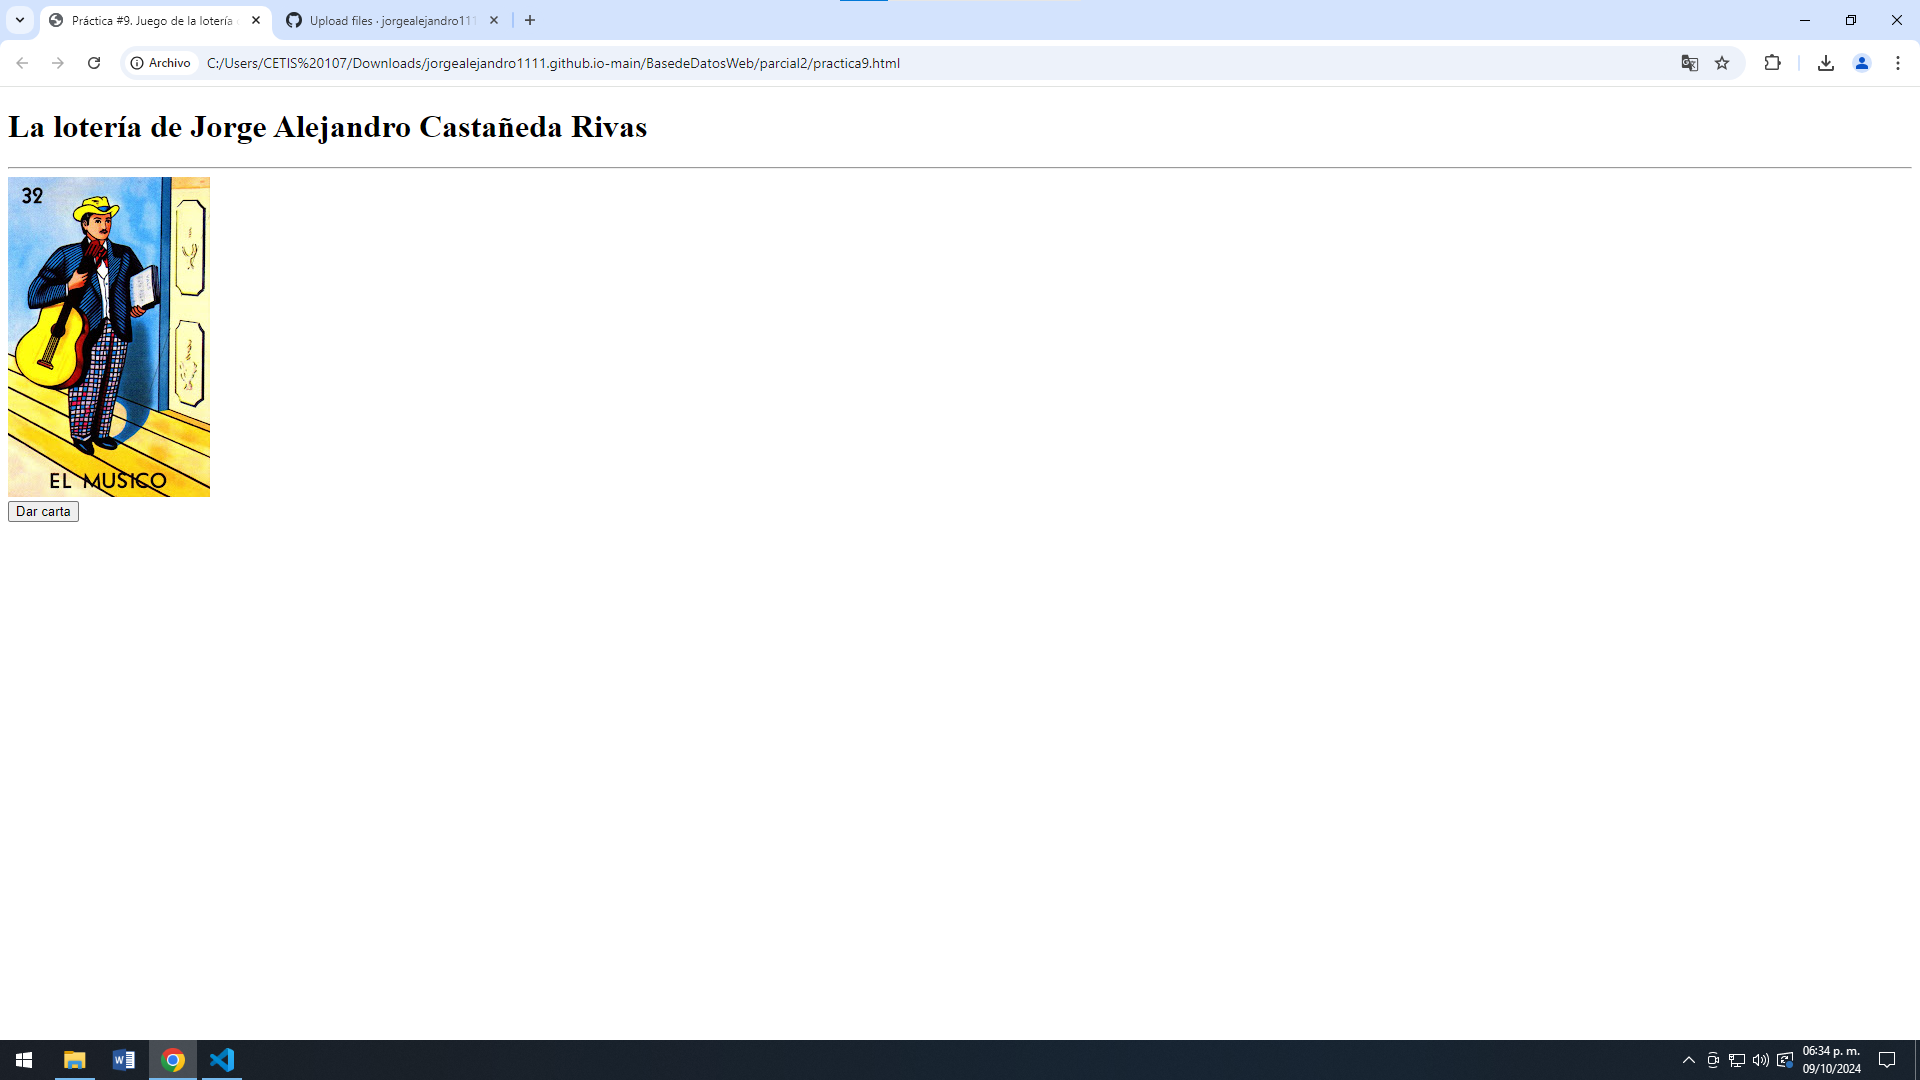 Práctica #9. Juego de la lotería
Upload files · jorgealejandro111
Archivo
C:/Users/CETIS%20107/Downloads/jorgealejandro1111.github.io-main/BasedeDatosWeb/parcial2/practica9.html
La lotería de Jorge Alejandro Castañeda Rivas
32
EL MUSICO
Dar carta
06:34 p. m.
09/10/2024